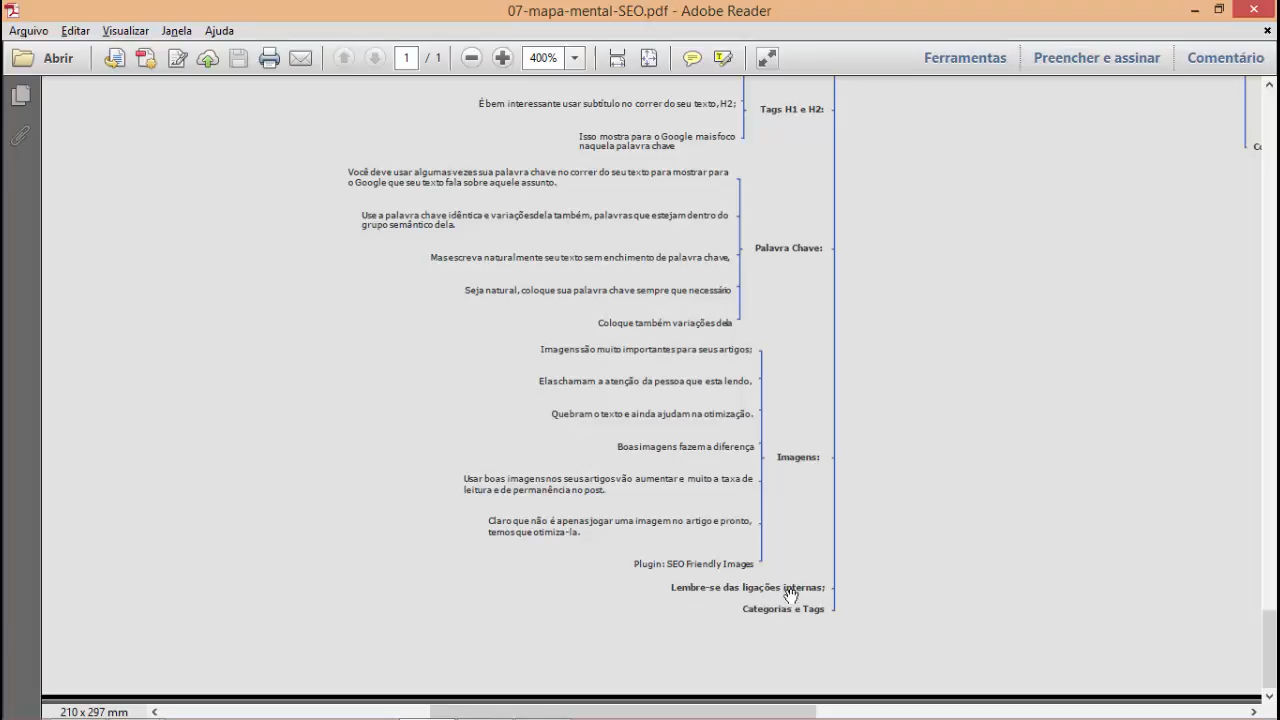 07-mapa-mental-SEO.pdf - Adobe Reader
Arquivo Editar Visualizar Janela Ajuda
Abrir 1 / 1 400% Ferramentas Preencher e assinar Comentário
É bem interessante usar subtítulo no correr do seu texto, H2;
Tags H1 e H2:
Isso mostra para o Google mais foco
naquela palavra chave
Você deve usar algumas vezes sua palavra chave no correr do seu texto para mostrar para
o Google que seu texto fala sobre aquele assunto.
Use a palavra chave idêntica e variações dela também, palavras que estejam dentro do
grupo semântico dela.
Palavra Chave:
Mas escreva naturalmente seu texto sem enchimento de palavra chave,
Seja natural, coloque sua palavra chave sempre que necessário
Coloque também variações dela
Imagens são muito importantes para seus artigos;
Elas chamam a atenção da pessoa que esta lendo,
Quebram o texto e ainda ajudam na otimização.
Boas imagens fazem a diferença
Imagens:
Usar boas imagens nos seus artigos vão aumentar e muito a taxa de
leitura e de permanência no post.
Claro que não é apenas jogar uma imagem no artigo e pronto,
temos que otimiza-la.
Plugin: SEO Friendly Images
Lembre-se das ligações internas;
Categorias e Tags
210 x 297 mm